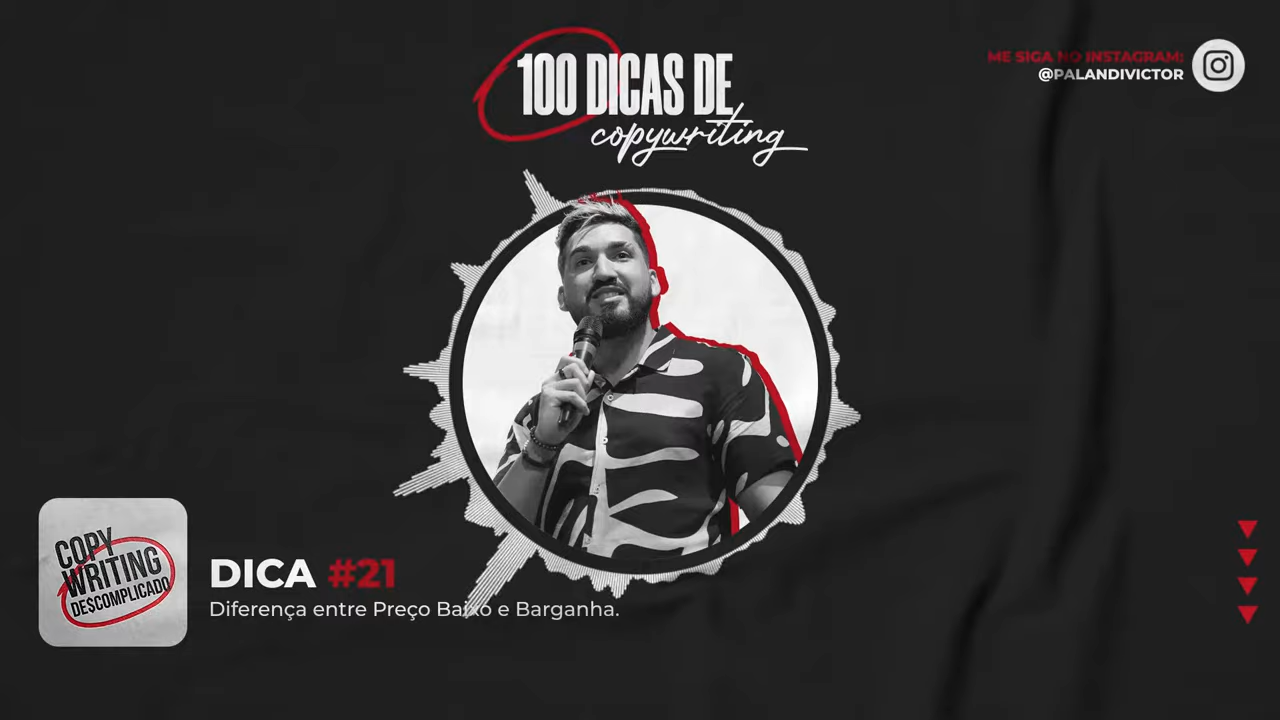 100 DICAS DE
copywriting
ME SIGA NO INSTAGRAM:
@PALANDIVICTOR
COPY
WRITING
DESCOMPLICADO
DICA #21
Diferença entre Preço Baixo e Barganha.